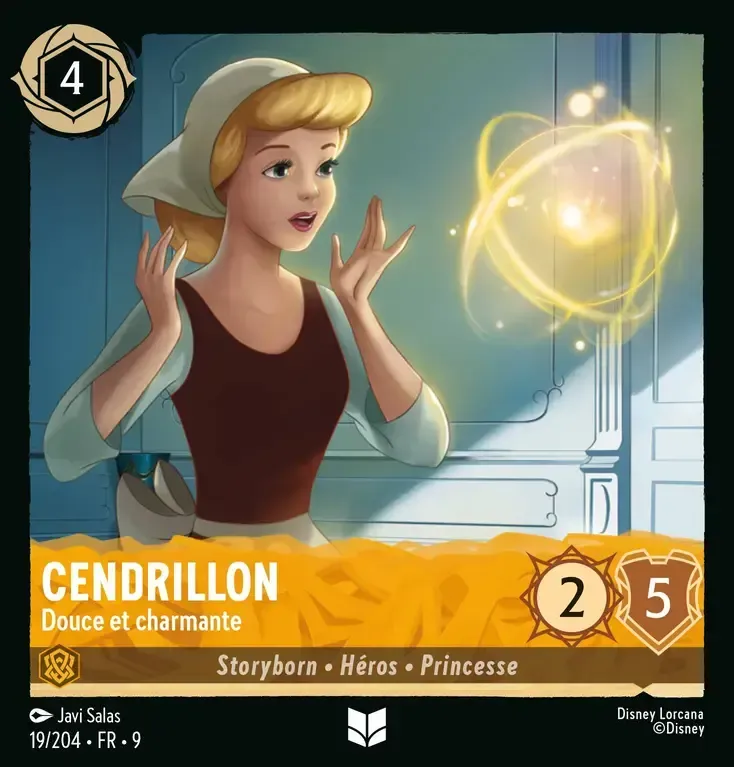 4
CENDRILLON
Douce et charmante
2
5
Storyborn • Héros • Princesse
Javi Salas
19/204 • FR • 9
Disney Lorcana
©Disney